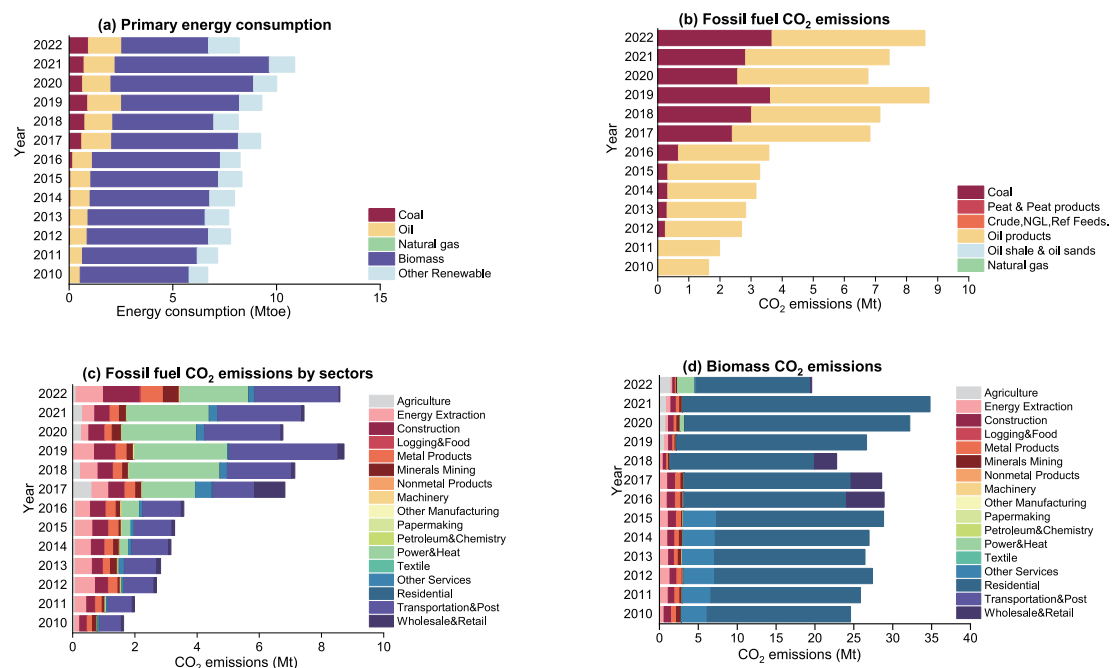 (a) Primary energy consumption
2022
2021
2020
2019
2018
2017
2016
2015
2014
2013
2012
2011
2010
Year
Coal
Oil
Natural gas
Biomass
Other Renewable
0 5 10 15
Energy consumption (Mtoe)
(b) Fossil fuel CO₂ emissions
2022
2021
2020
2019
2018
2017
2016
2015
2014
2013
2012
2011
2010
Year
Coal
Peat & Peat products
Crude,NGL,Ref Feeds.
Oil products
Oil shale & oil sands
Natural gas
0 1 2 3 4 5 6 7 8 9 10
CO₂ emissions (Mt)
(c) Fossil fuel CO₂ emissions by sectors
2022
2021
2020
2019
2018
2017
2016
2015
2014
2013
2012
2011
2010
Year
Agriculture
Energy Extraction
Construction
Logging&Food
Metal Products
Minerals Mining
Nonmetal Products
Machinery
Other Manufacturing
Papermaking
Petroleum&Chemistry
Power&Heat
Textile
Other Services
Residential
Transportation&Post
Wholesale&Retail
0 2 4 6 8 10
CO₂ emissions (Mt)
(d) Biomass CO₂ emissions
2022
2021
2020
2019
2018
2017
2016
2015
2014
2013
2012
2011
2010
Year
Agriculture
Energy Extraction
Construction
Logging&Food
Metal Products
Minerals Mining
Nonmetal Products
Machinery
Other Manufacturing
Papermaking
Petroleum&Chemistry
Power&Heat
Textile
Other Services
Residential
Transportation&Post
Wholesale&Retail
0 5 10 15 20 25 30 35 40
CO₂ emissions (Mt)